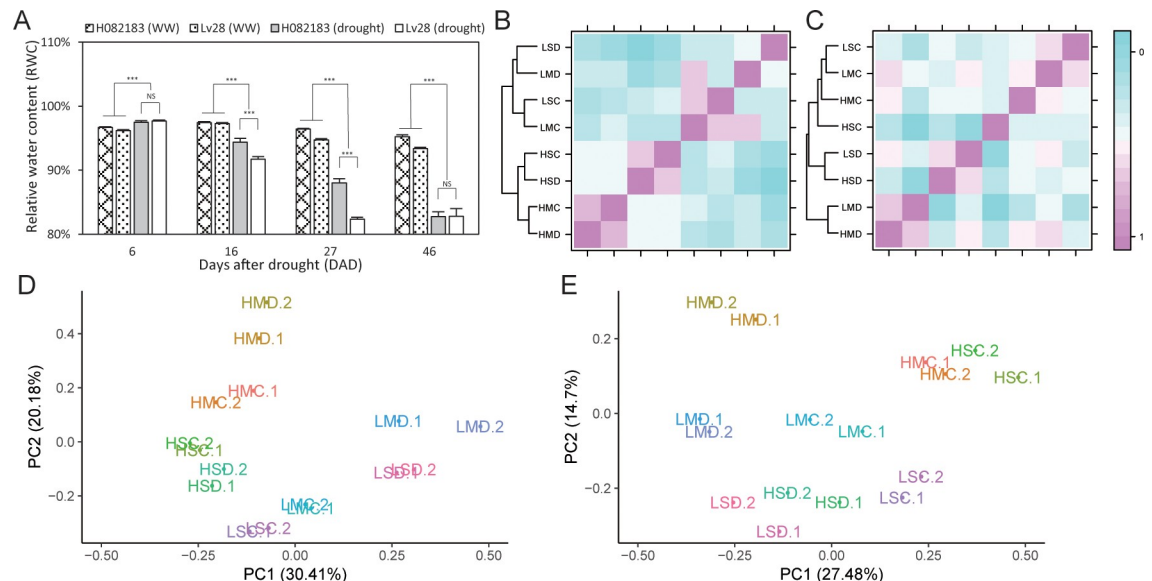 A
H082183 (WW) Lv28 (WW) H082183 (drought) Lv28 (drought)
Relative water content (RWC)
110%
100%
90%
80%
*** *** *** ***
NS *** *** NS
6 16 27 46
Days after drought (DAD)
B
LSD
LMD
LSC
LMC
HSC
HSD
HMC
HMD
C
LSC
LMC
HMC
HSC
LSD
HSD
LMD
HMD
0
1
D
PC2 (20.18%)
0.4
0.2
0.0
−0.2
HMD.2
HMD.1
HMC.1
HMC.2
LMD.1
LMD.2
HSC.2
HSC.1
HSD.2
HSD.1
LSD.1
LSD.2
LMC.2
LMC.1
LSC.1
LSC.2
−0.50 −0.25 0.00 0.25 0.50
PC1 (30.41%)
E
PC2 (14.7%)
0.2
0.0
−0.2
HMD.2
HMD.1
HSC.2
HMC.1
HMC.2
HSC.1
LMD.1
LMD.2
LMC.2
LMC.1
LSC.2
LSC.1
HSD.2
HSD.1
LSD.2
LSD.1
−0.50 −0.25 0.00 0.25 0.50
PC1 (27.48%)